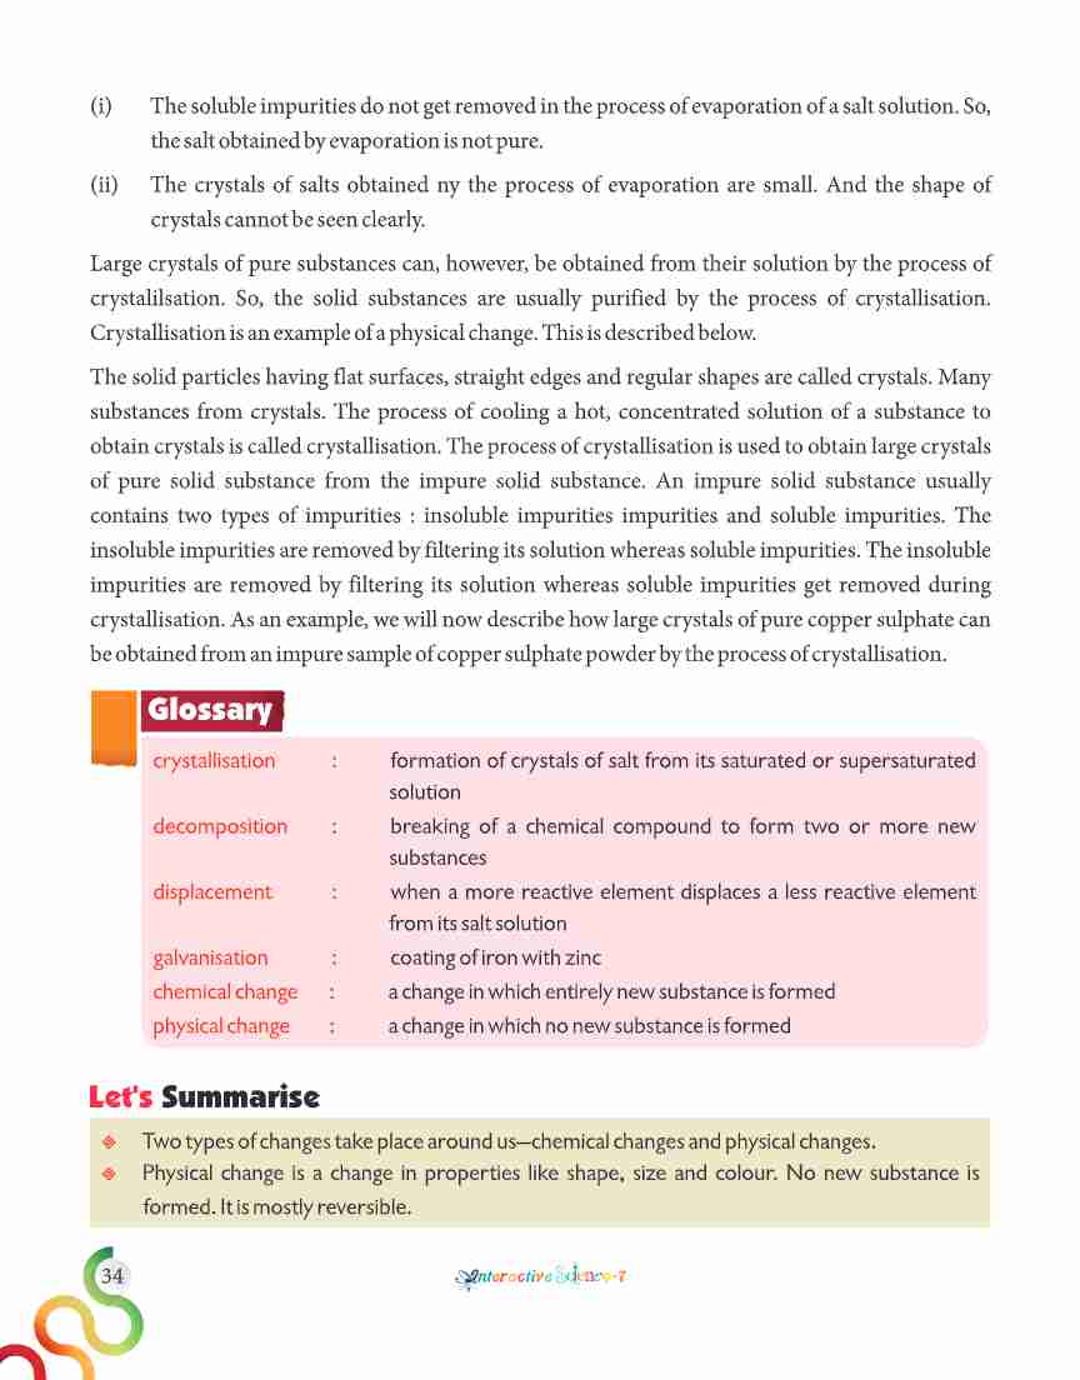 (i) The soluble impurities do not get removed in the process of evaporation of a salt solution. So,
the salt obtained by evaporation is not pure.
(ii) The crystals of salts obtained ny the process of evaporation are small. And the shape of
crystals cannot be seen clearly.
Large crystals of pure substances can, however, be obtained from their solution by the process of
crystalilsation. So, the solid substances are usually purified by the process of crystallisation.
Crystallisation is an example of a physical change. This is described below.
The solid particles having flat surfaces, straight edges and regular shapes are called crystals. Many
substances from crystals. The process of cooling a hot, concentrated solution of a substance to
obtain crystals is called crystallisation. The process of crystallisation is used to obtain large crystals
of pure solid substance from the impure solid substance. An impure solid substance usually
contains two types of impurities : insoluble impurities impurities and soluble impurities. The
insoluble impurities are removed by filtering its solution whereas soluble impurities. The insoluble
impurities are removed by filtering its solution whereas soluble impurities get removed during
crystallisation. As an example, we will now describe how large crystals of pure copper sulphate can
be obtained from an impure sample of copper sulphate powder by the process of crystallisation.
Glossary
crystallisation : formation of crystals of salt from its saturated or supersaturated
solution
decomposition : breaking of a chemical compound to form two or more new
substances
displacement : when a more reactive element displaces a less reactive element
from its salt solution
galvanisation : coating of iron with zinc
chemical change : a change in which entirely new substance is formed
physical change : a change in which no new substance is formed
Let's Summarise
Two types of changes take place around us—chemical changes and physical changes.
Physical change is a change in properties like shape, size and colour. No new substance is
formed. It is mostly reversible.
34
Interactive Science-7